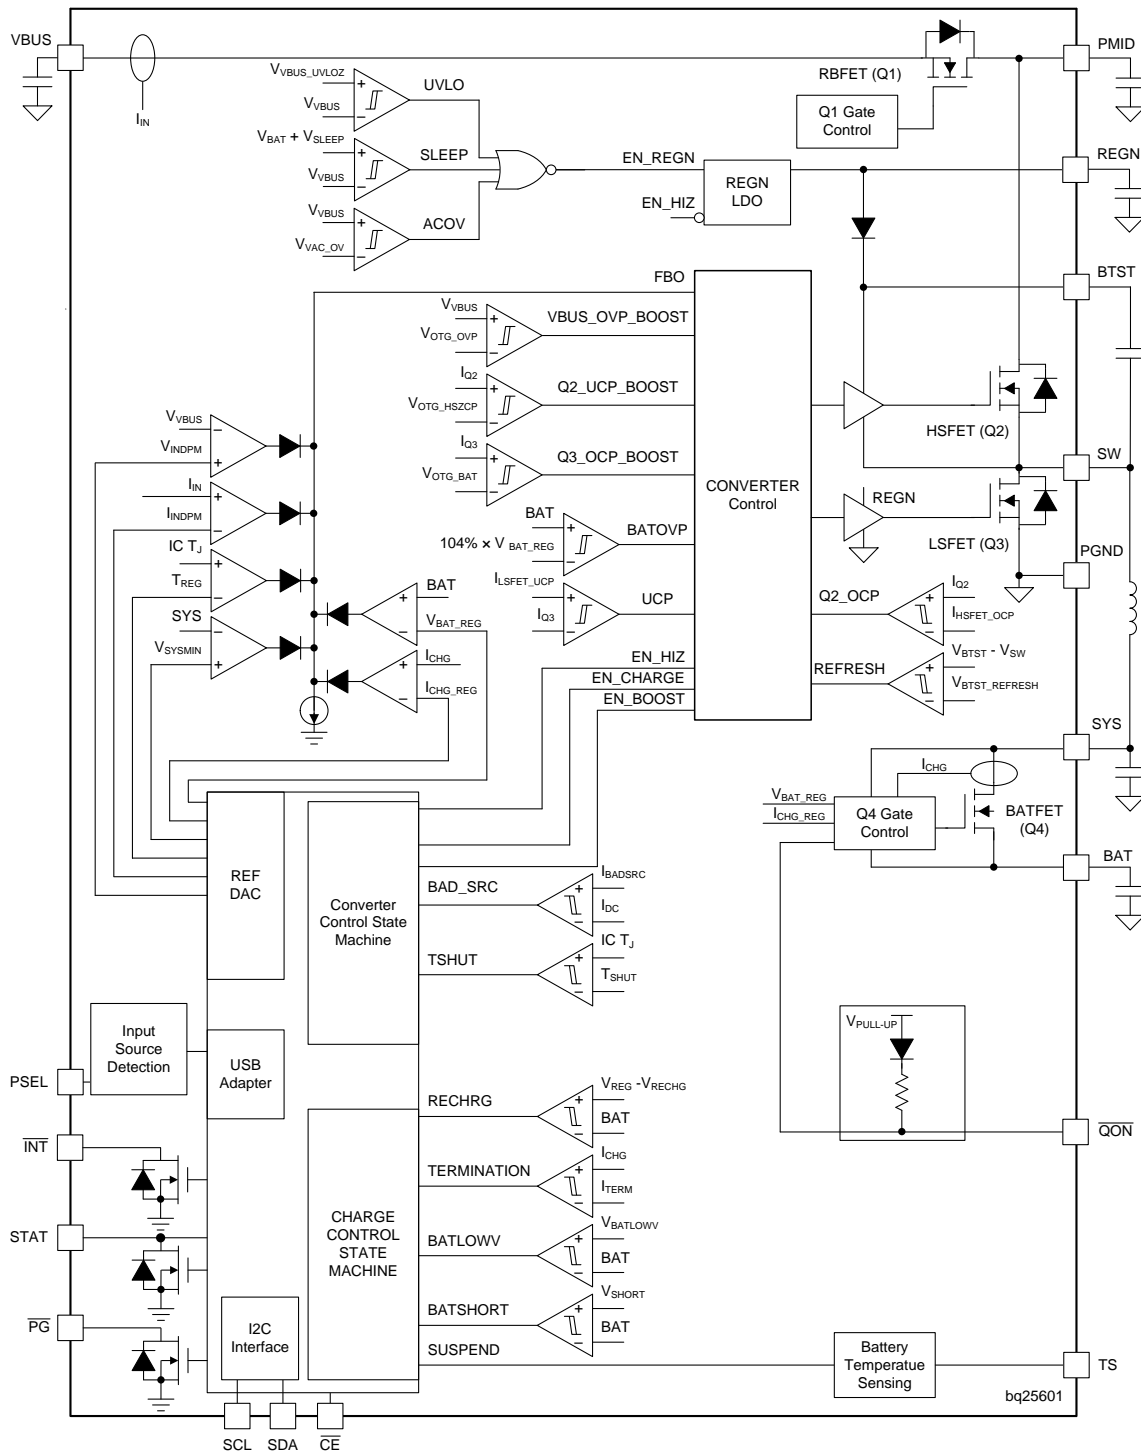 VBUS
PMID
RBFET (Q1)
VVBUS_UVLOZ
UVLO
+
VVBUS
−
IIN
Q1 Gate
Control
VBAT + VSLEEP
SLEEP
+
VVBUS
−
EN_REGN
REGN
REGN
LDO
EN_HIZ
VVBUS
ACOV
+
VVAC_OV
−
BTST
FBO
VVBUS
VBUS_OVP_BOOST
+
VOTG_OVP
−
IQ2
Q2_UCP_BOOST
+
VOTG_HSZCP
−
HSFET (Q2)
VVBUS
−
VINDPM
+
IQ3
Q3_OCP_BOOST
+
VOTG_BAT
−
SW
CONVERTER
Control
REGN
IIN
+
IINDPM
−
BAT
BATOVP
+
104% × V BAT_REG
−
LSFET (Q3)
PGND
IC TJ
+
TREG
−
BAT
+
VBAT_REG
−
ILSFET_UCP
UCP
+
IQ3
−
Q2_OCP
IQ2
+
IHSFET_OCP
−
SYS
−
VSYSMIN
+
ICHG
+
ICHG_REG
−
EN_HIZ
EN_CHARGE
EN_BOOST
REFRESH
VBTST - VSW
+
VBTST_REFRESH
−
SYS
ICHG
VBAT_REG
ICHG_REG
Q4 Gate
Control
BATFET
(Q4)
BAT
REF
DAC
Converter
Control State
Machine
BAD_SRC
IBADSRC
+
IDC
−
TSHUT
IC TJ
+
TSHUT
−
VPULL-UP
Input
Source
Detection
USB
Adapter
PSEL
RECHRG
VREG -VRECHG
+
BAT
−
QON
INT
TERMINATION
ICHG
+
ITERM
−
CHARGE
CONTROL
STATE
MACHINE
STAT
BATLOWV
VBATLOWV
+
BAT
−
PG
I2C
Interface
BATSHORT
VSHORT
+
BAT
−
SUSPEND
Battery
Temperatue
Sensing
TS
bq25601
SCL
SDA
CE